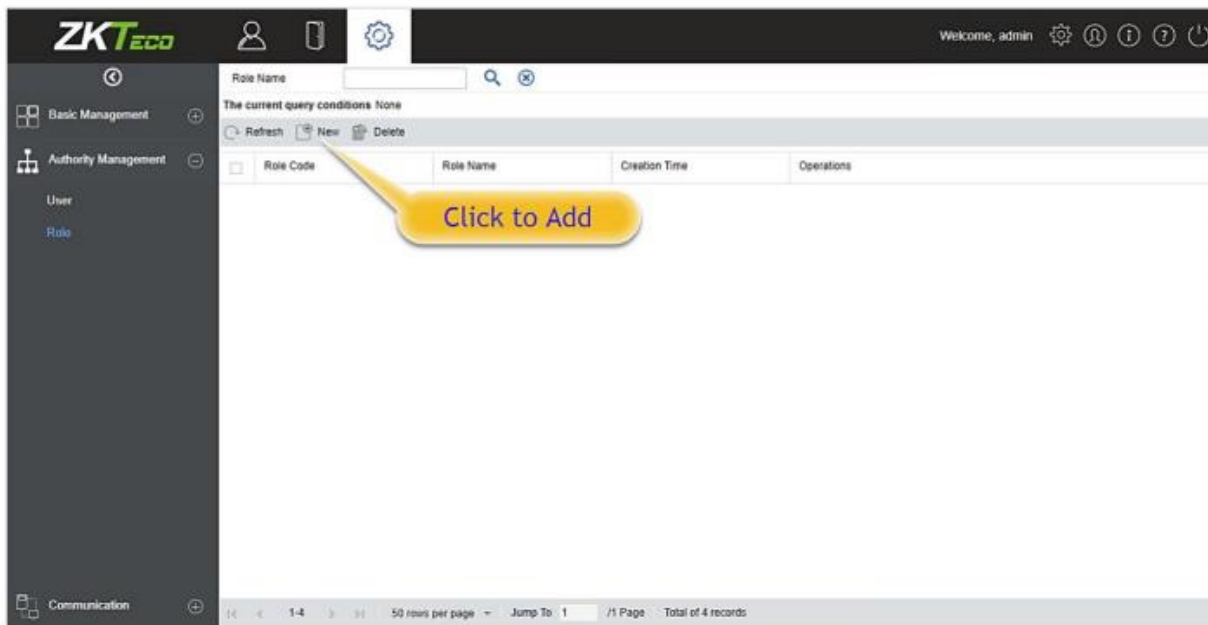 ZKTeco
Welcome, admin
Role Name
Basic Management
The current query conditions None
Refresh New Delete
Authority Management
Role Code Role Name Creation Time Operations
User
Click to Add
Role
Communication
1-4 50 rows per page Jump To 1 /1 Page Total of 4 records